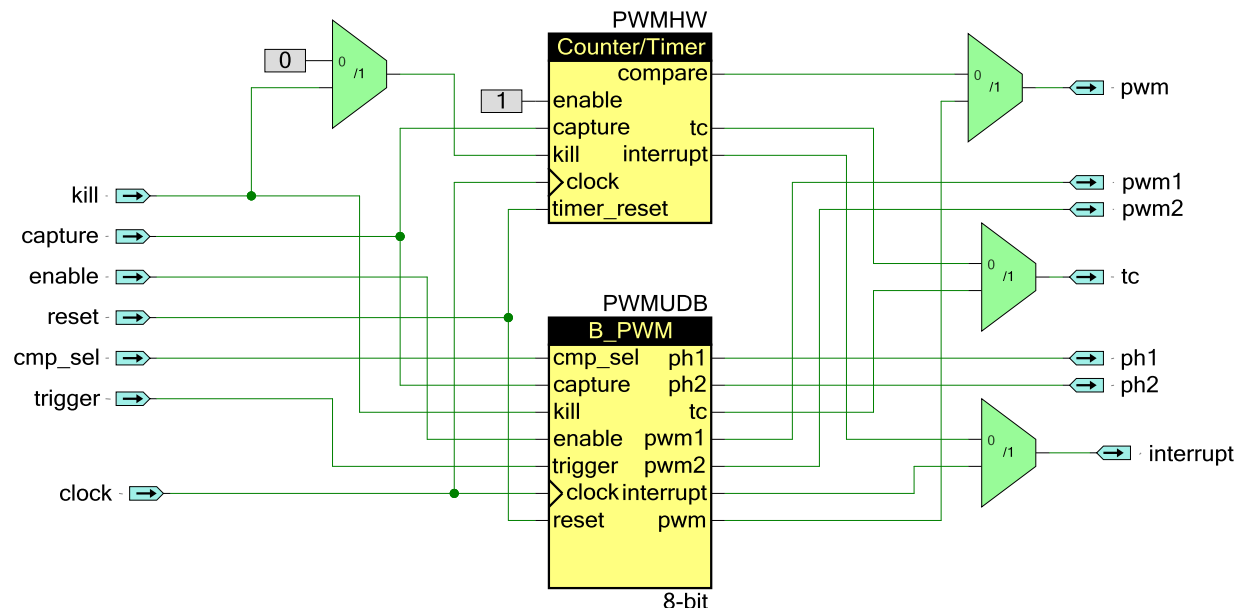 PWMHW
Counter/Timer
0
0
/1
compare
0
/1
pwm
1
enable
capture
tc
kill
interrupt
clock
timer_reset
kill
pwm1
pwm2
capture
enable
0
/1
tc
reset
PWMUDB
B_PWM
cmp_sel
cmp_sel
ph1
ph1
capture
ph2
ph2
trigger
kill
tc
enable
pwm1
0
/1
interrupt
trigger
pwm2
clock
clock
interrupt
reset
pwm
8-bit